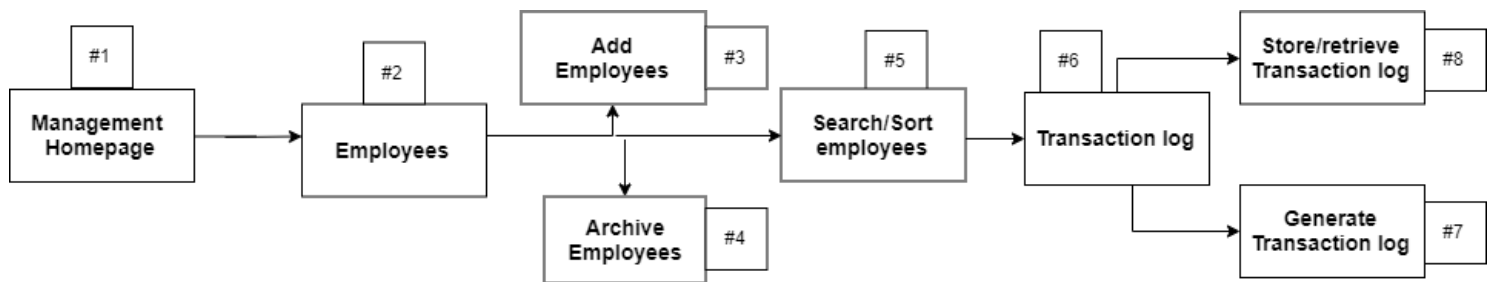 #1
Management
Homepage
#2
Employees
Add
Employees
#3
Archive
Employees
#4
#5
Search/Sort
employees
#6
Transaction log
Store/retrieve
Transaction log
#8
Generate
Transaction log
#7